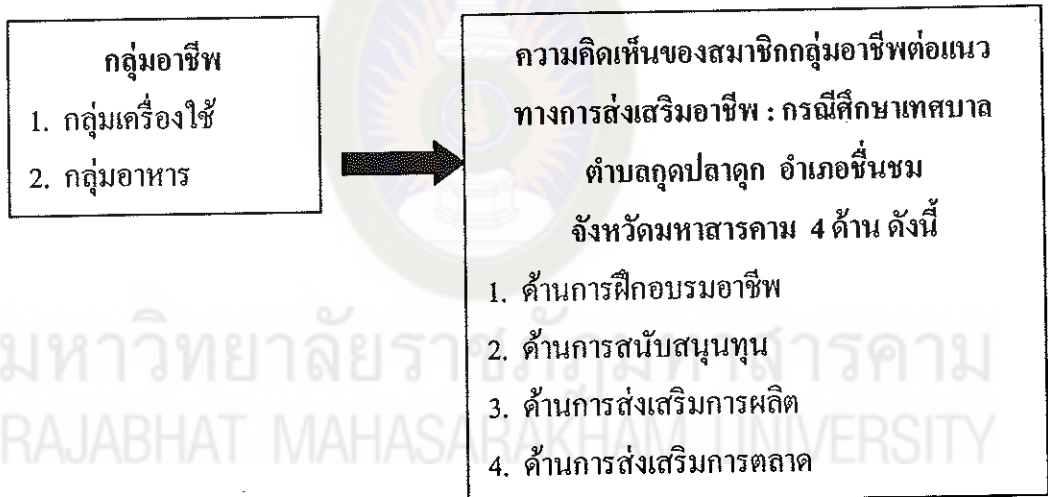 กลุ่มอาชีพ
1. กลุ่มเครื่องใช้
2. กลุ่มอาหาร
ความคิดเห็นของสมาชิกกลุ่มอาชีพต่อแนว
ทางการส่งเสริมอาชีพ : กรณีศึกษาเทศบาล
ตำบลกุดปลาดุก อำเภอชื่นชม
จังหวัดมหาสารคาม 4 ด้าน ดังนี้
1. ด้านการฝึกอบรมอาชีพ
2. ด้านการสนับสนุนทุน
3. ด้านการส่งเสริมการผลิต
4. ด้านการส่งเสริมการตลาด
มหาวิทยาลัยราชภัฏมหาสารคาม
RAJABHAT MAHASARAKHAM UNIVERSITY